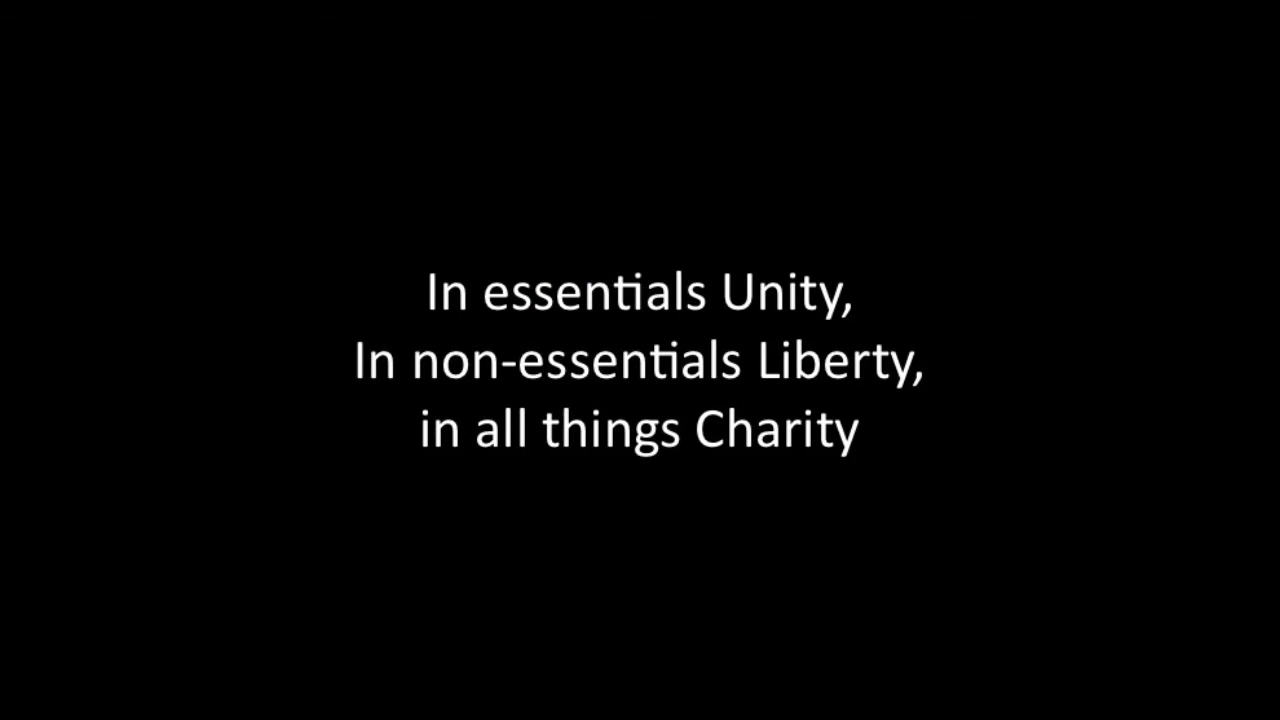 In essentials Unity,
In non-essentials Liberty,
in all things Charity